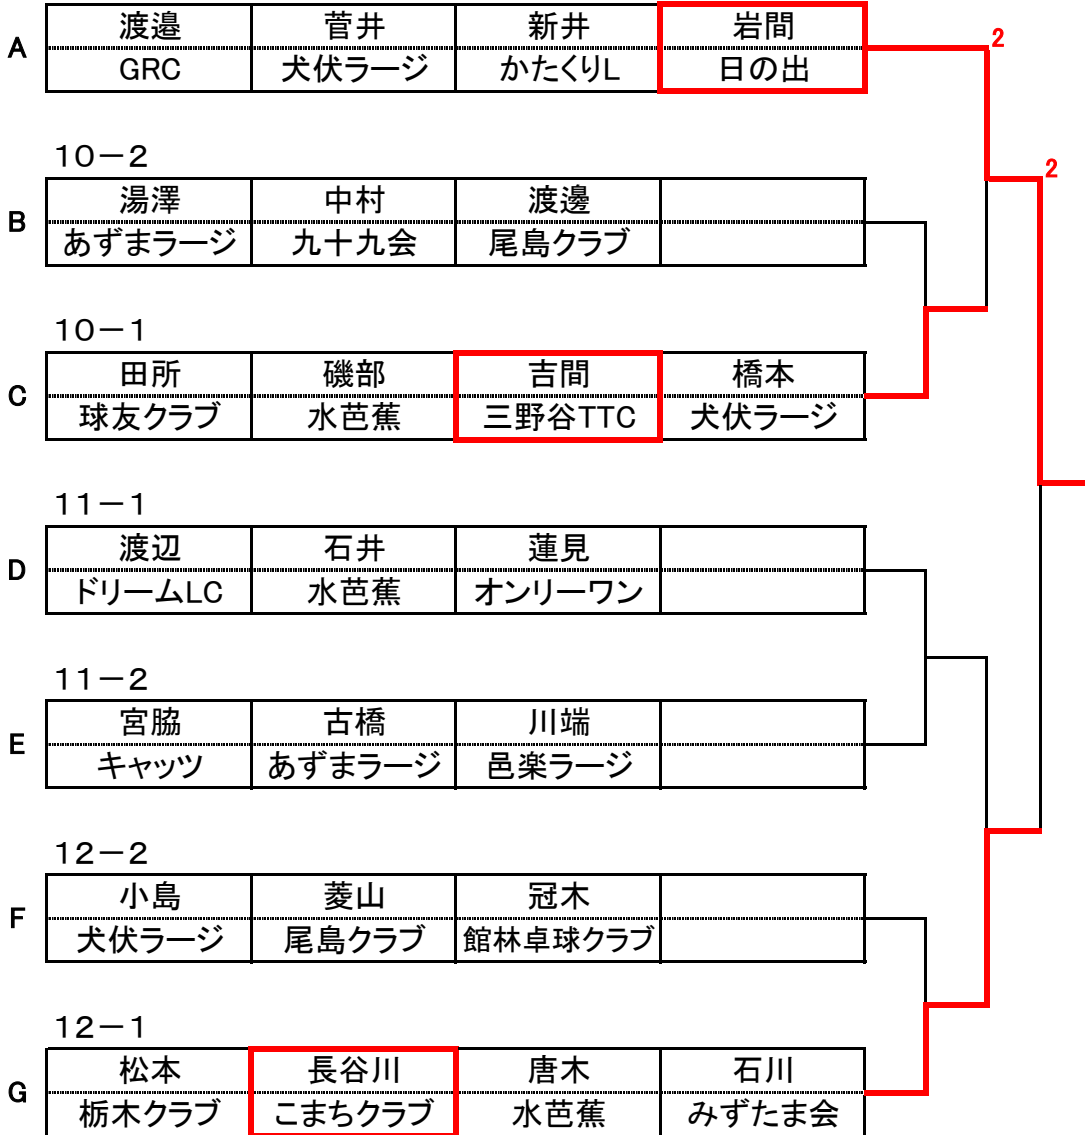 A
渡邉 菅井 新井 岩間
GRC 犬伏ラージ かたくりL 日の出
2
10－2
2
B
湯澤 中村 渡邊
あずまラージ 九十九会 尾島クラブ
10－1
C
田所 磯部 吉間 橋本
球友クラブ 水芭蕉 三野谷TTC 犬伏ラージ
11－1
D
渡辺 石井 蓮見
ドリームLC 水芭蕉 オンリーワン
11－2
E
宮脇 古橋 川端
キャッツ あずまラージ 邑楽ラージ
12－2
F
小島 菱山 冠木
犬伏ラージ 尾島クラブ 館林卓球クラブ
12－1
G
松本 長谷川 唐木 石川
栃木クラブ こまちクラブ 水芭蕉 みずたま会